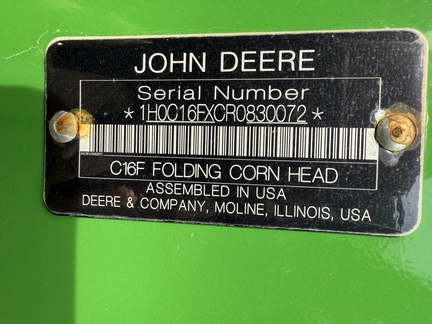 JOHN DEERE
Serial Number
*1H0C16FXCR0830072*
C16F FOLDING CORN HEAD
ASSEMBLED IN USA
DEERE & COMPANY, MOLINE, ILLINOIS, USA